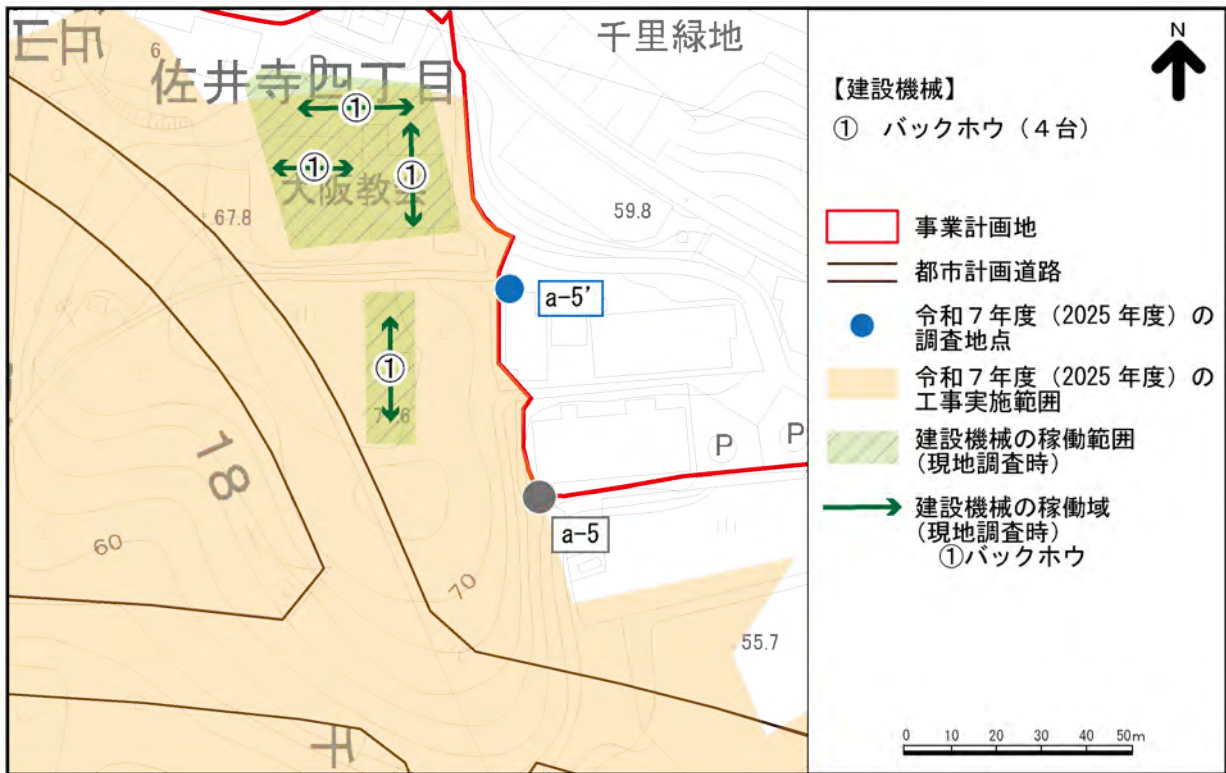 千里緑地
6
佐井寺四丁目
P
①
①
①
大阪教会
67.8
59.8
a-5’
①
P
P
18
a-5
60
70
55.7
N
【建設機械】
① バックホウ（４台）
事業計画地
都市計画道路
令和７年度（2025 年度）の
調査地点
令和７年度（2025 年度）の
工事実施範囲
建設機械の稼働範囲
（現地調査時）
建設機械の稼働域
（現地調査時）
①バックホウ
0 10 20 30 40 50m